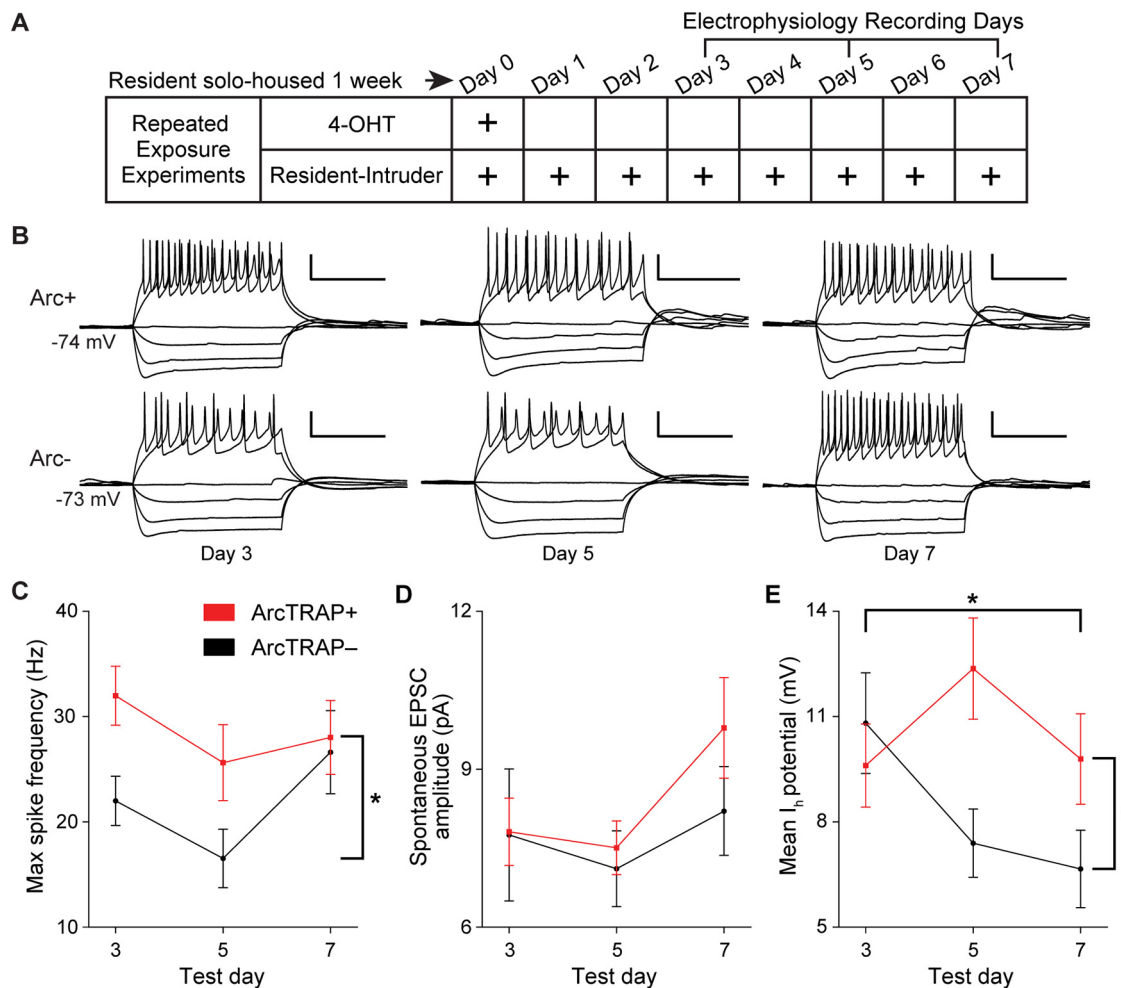 A
Electrophysiology Recording Days
Resident solo-housed 1 week
Day 0
Day 1
Day 2
Day 3
Day 4
Day 5
Day 6
Day 7
Repeated
Exposure
Experiments
4-OHT
+
Resident-Intruder
+ + + + + + + +
B
Arc+
-74 mV
Arc-
-73 mV
Day 3
Day 5
Day 7
C
40
30
20
10
Max spike frequency (Hz)
ArcTRAP+
ArcTRAP–
*
3 5 7
Test day
D
12
9
6
Spontaneous EPSC
amplitude (pA)
3 5 7
Test day
E
14
11
8
5
Mean Ih potential (mV)
*
3 5 7
Test day